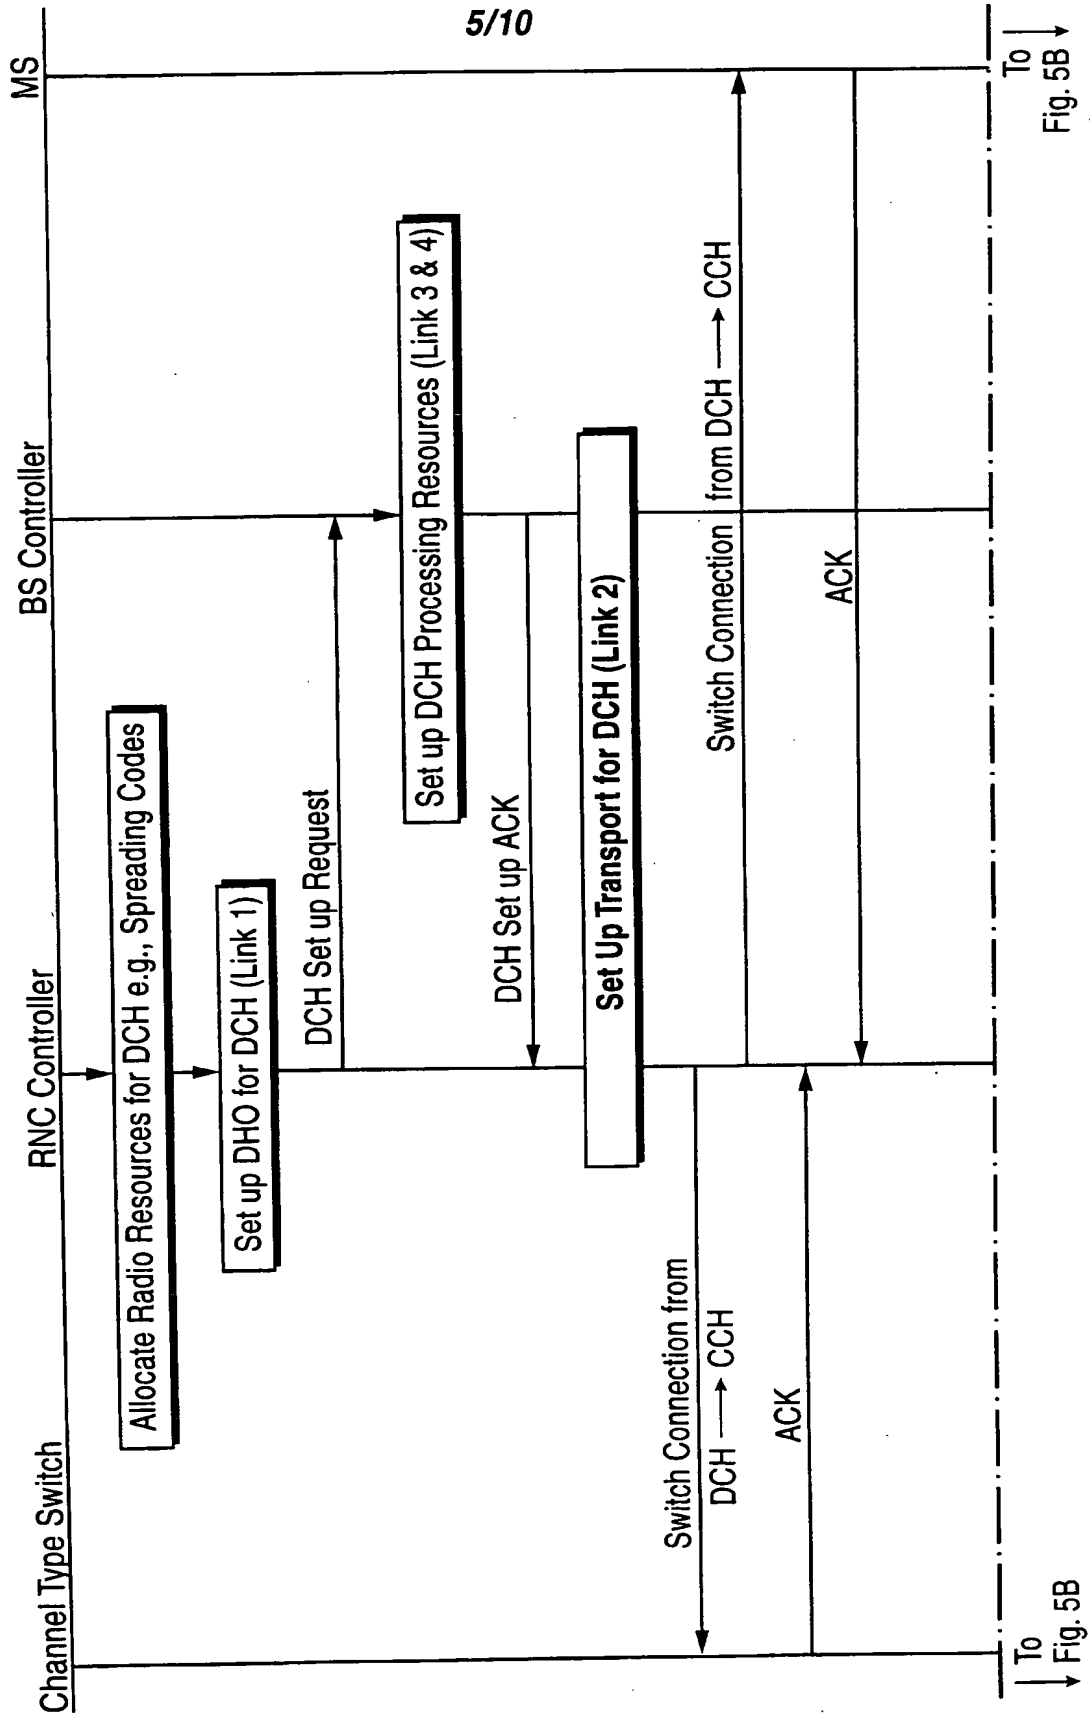 5/10
Channel Type Switch
RNC Controller
BS Controller
MS
Allocate Radio Resources for DCH e.g., Spreading Codes
Set up DHO for DCH (Link 1)
DCH Set up Request
Set up DCH Processing Resources (Link 3 & 4)
DCH Set up ACK
Set Up Transport for DCH (Link 2)
Switch Connection from
DCH → CCH
Switch Connection from DCH → CCH
ACK
ACK
To
Fig. 5B
To
Fig. 5B